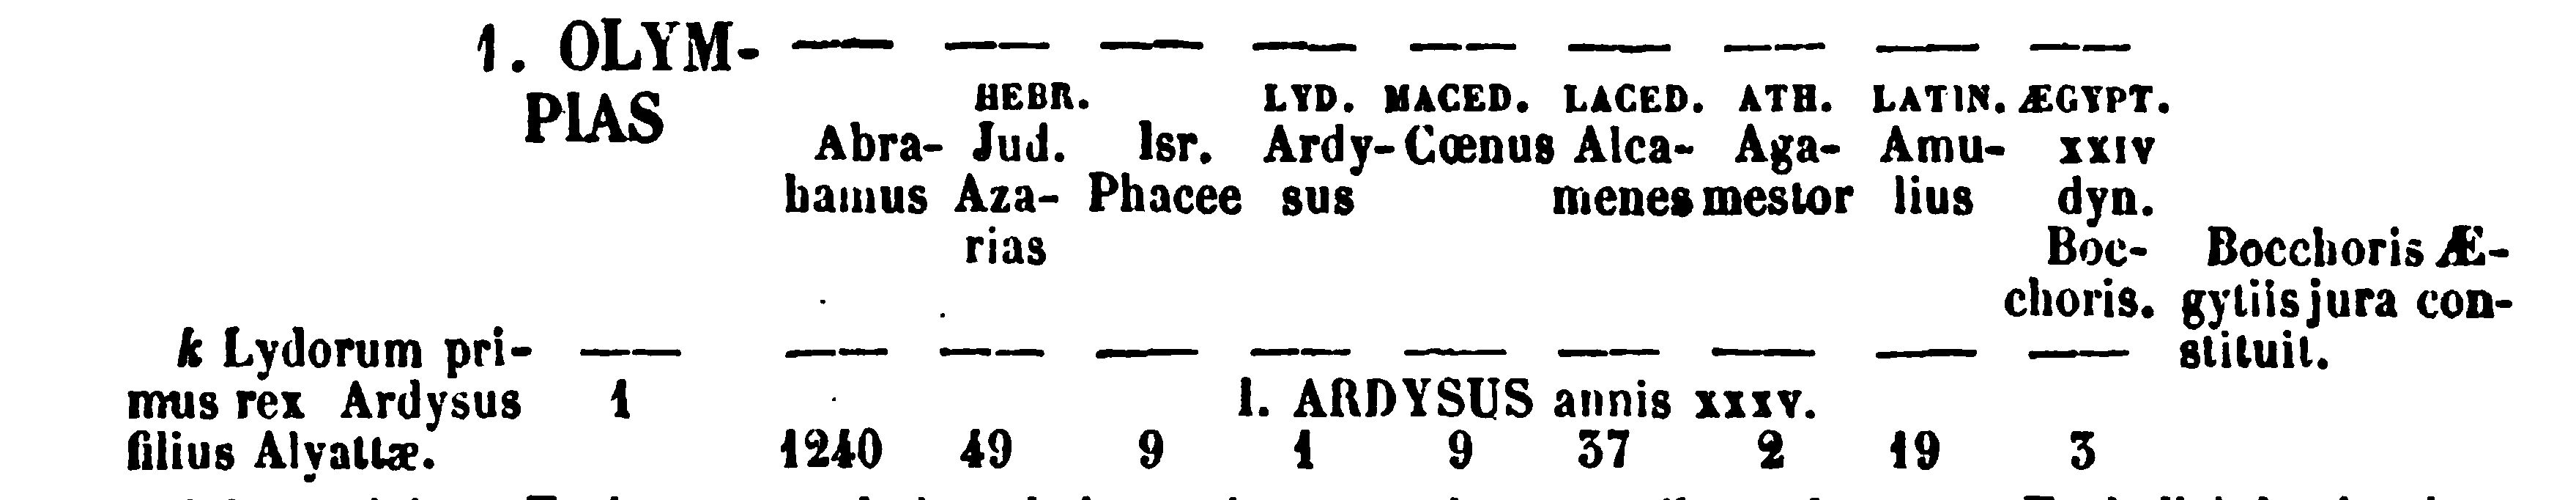 1. OLYM- — — — — — — — — —
HEBR. LYD. MACED. LACED. ATH. LATIN. ÆGYPT.
PIAS
Abra- Jud. Isr. Ardy- Cœnus Alca- Aga- Amu- xxiv
hamus Aza- Phacee sus menes mestor lius dyn.
rias Boc- Bocchoris Æ-
choris. gytiis jura con-
k Lydorum pri- — — — — — — — — — — stituit.
mus rex Ardysus 1 I. ARDYSUS annis xxxv.
filius Alyattæ. 1240 49 9 1 9 37 2 19 3